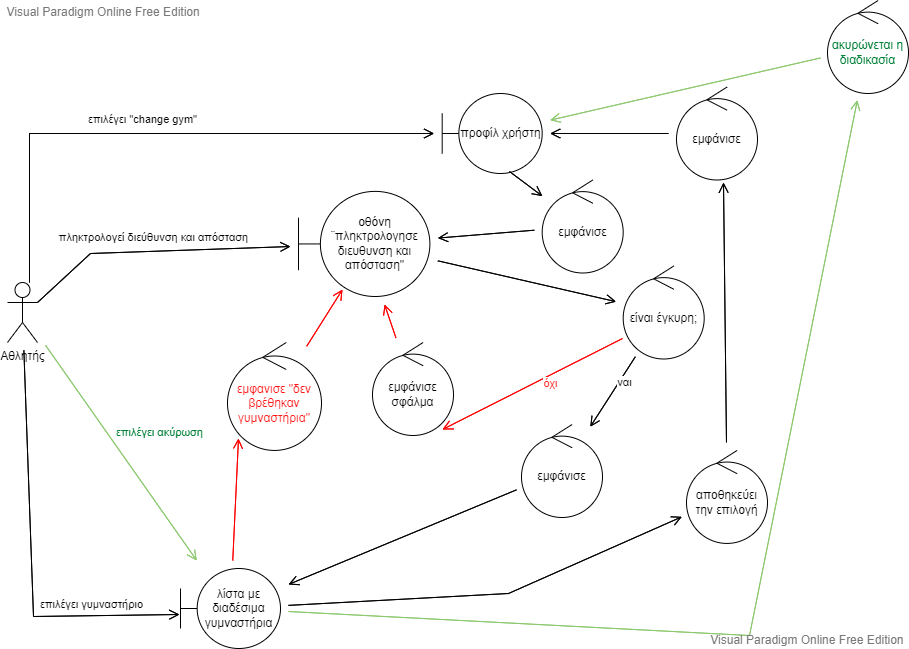 Visual Paradigm Online Free Edition
ακυρώνεται η
διαδικασία
επιλέγει "change gym"
προφίλ χρήστη
εμφάνισε
πληκτρολογεί διεύθυνση και απόσταση
οθόνη
¨πληκτρολογησε
διευθυνση και
απόσταση"
εμφάνισε
είναι έγκυρη;
Αθλητής
εμφανισε "δεν
βρέθηκαν
γυμναστήρια"
εμφάνισε
σφάλμα
όχι
ναι
επιλέγει ακύρωση
εμφάνισε
αποθηκεύει
την επιλογή
επιλέγει γυμναστήριο
λίστα με
διαδέσιμα
γυμναστήρια
Visual Paradigm Online Free Edition